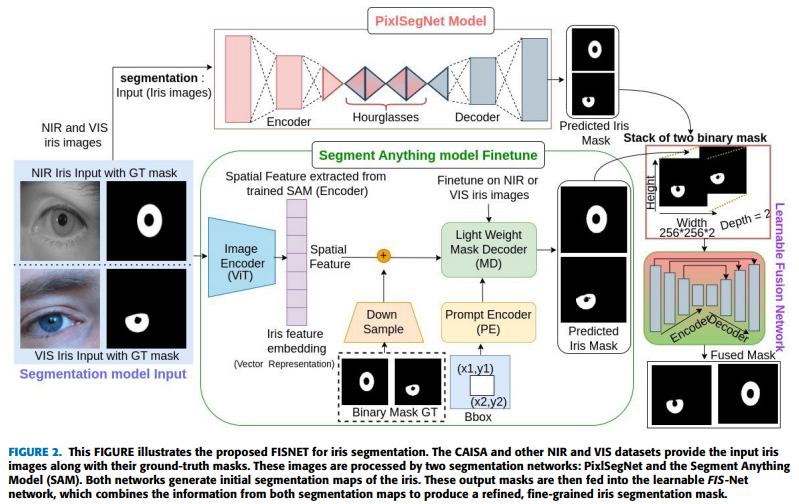 PixlSegNet Model
segmentation :
Input (Iris images)
Encoder
Hourglasses
Decoder
Predicted Iris
Mask
NIR and VIS
iris images
Stack of two binary mask
Height
Width
256*256*2
Depth = 2
Segment Anything model Finetune
NIR Iris Input with GT mask
VIS Iris Input with GT mask
Segmentation model Input
Spatial Feature extracted from
trained SAM (Encoder)
Image
Encoder
(ViT)
Spatial
Feature
Iris feature
embedding
(Vector Representation)
+
Finetune on NIR or
VIS iris images
Light Weight
Mask Decoder
(MD)
Down
Sample
Prompt Encoder
(PE)
Binary Mask GT
(x1,y1)
(x2,y2)
Bbox
Predicted
Iris Mask
Learnable Fusion Network
Encoder
Decoder
Fused Mask
FIGURE 2. This FIGURE illustrates the proposed FISNET for iris segmentation. The CAISA and other NIR and VIS datasets provide the input iris
images along with their ground-truth masks. These images are processed by two segmentation networks: PixlSegNet and the Segment Anything
Model (SAM). Both networks generate initial segmentation maps of the iris. These output masks are then fed into the learnable FIS-Net
network, which combines the information from both segmentation maps to produce a refined, fine-grained iris segmentation mask.